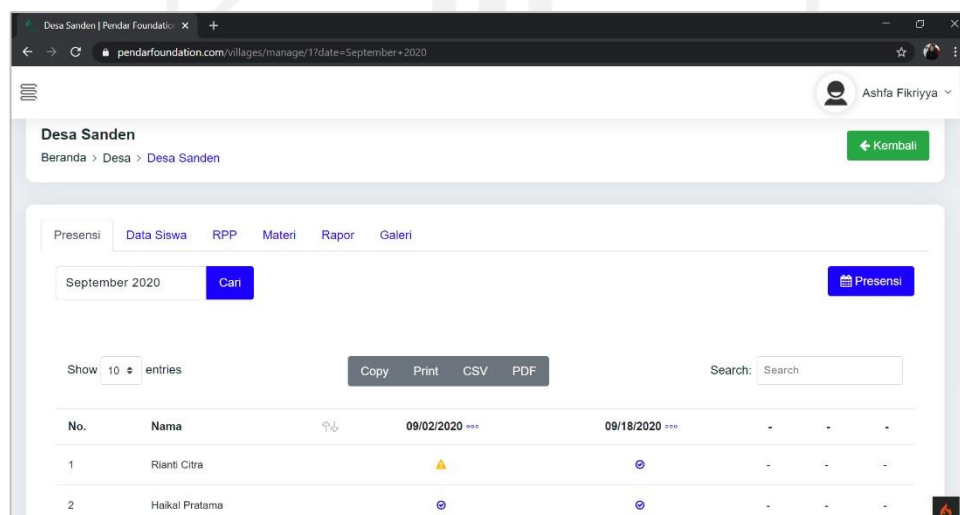 Desa Sanden | Pendar Foundatio
pendarfoundation.com/villages/manage/1?date=September+2020
Ashfa Fikriyya
Desa Sanden
Beranda > Desa > Desa Sanden
Kembali
Presensi Data Siswa RPP Materi Rapor Galeri
September 2020 Cari Presensi
Show 10 entries Copy Print CSV PDF Search: Search
No. Nama 09/02/2020 09/18/2020 - - -
1 Rianti Citra - - -
2 Haikal Pratama - - -